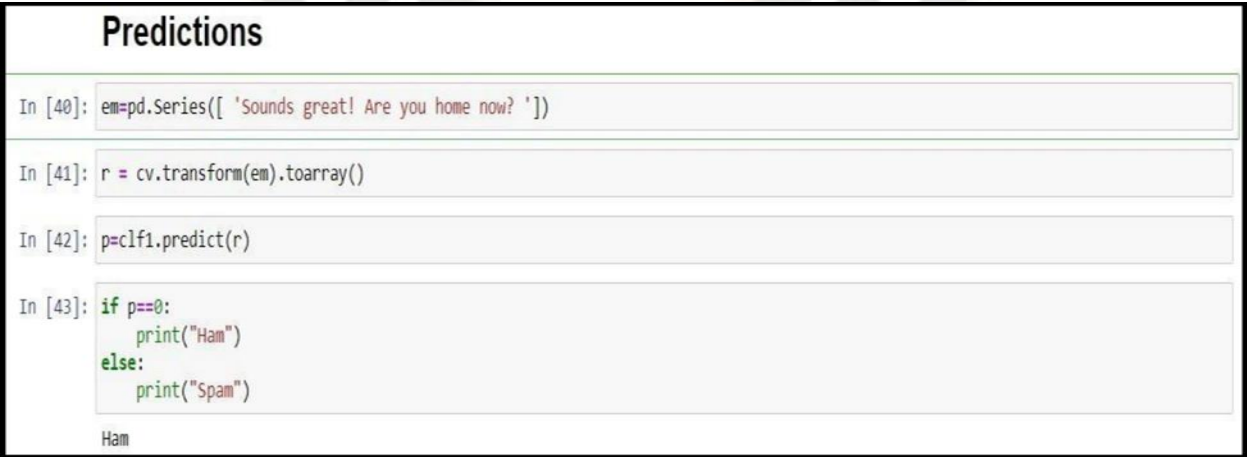 Predictions
In [40]: em=pd.Series([ 'Sounds great! Are you home now? '])
In [41]: r = cv.transform(em).toarray()
In [42]: p=clf1.predict(r)
In [43]: if p==0:
    print("Ham")
else:
    print("Spam")
Ham